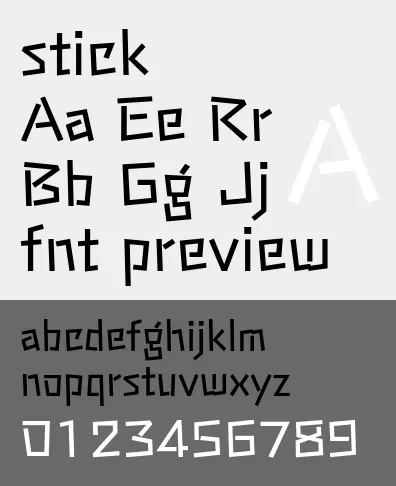 stick
Aa Ee Rr
A
Bb Gg Jj
fnt preview
abcdefghijklm
nopqrstuvwxyz
0123456789